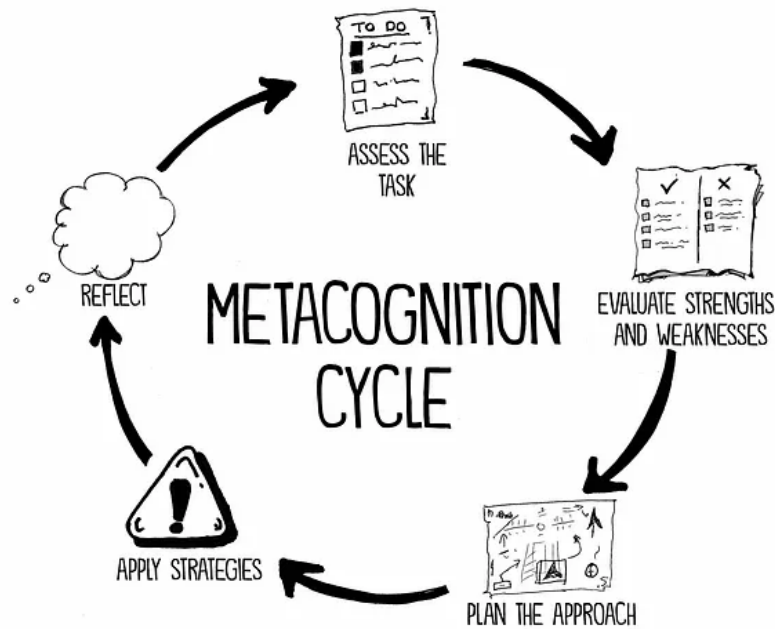 TO DO
ASSESS THE
TASK
EVALUATE STRENGTHS
AND WEAKNESSES
PLAN THE APPROACH
APPLY STRATEGIES
REFLECT
METACOGNITION
CYCLE